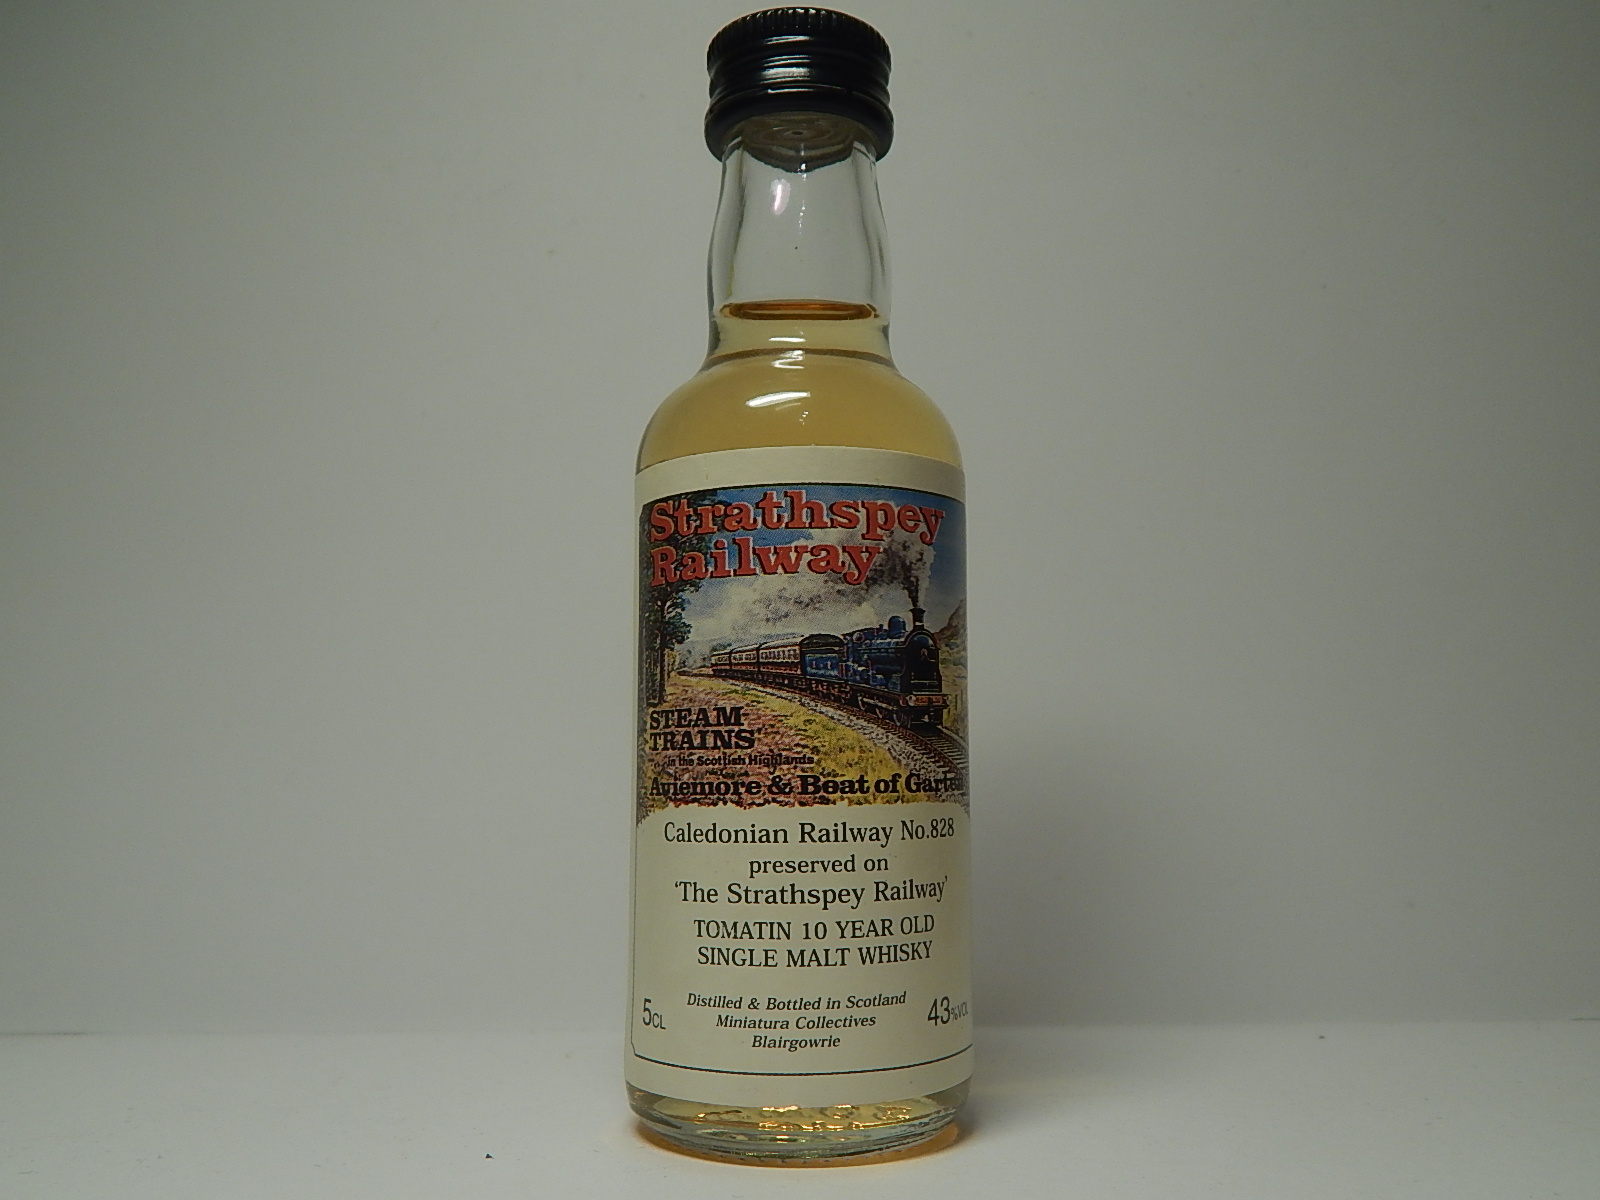 Strathspey
Railway
STEAM
TRAINS
in the Scottish Highlands
Aviemore & Boat of Garten
Caledonian Railway No.828
preserved on
‘The Strathspey Railway’
TOMATIN 10 YEAR OLD
SINGLE MALT WHISKY
Distilled & Bottled in Scotland
Miniatura Collectives
Blairgowrie
5CL
43%VOL